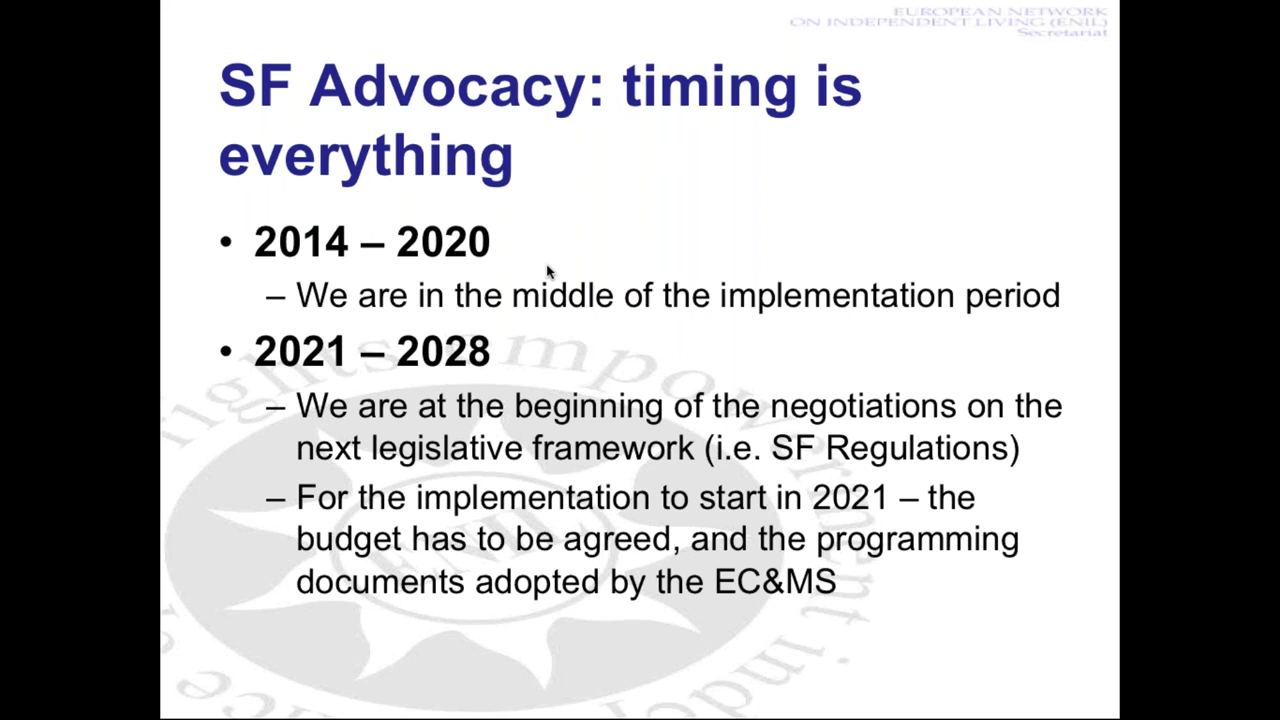 EUROPEAN NETWORK
ON INDEPENDENT LIVING (ENIL)
Secretariat
SF Advocacy: timing is
everything
• 2014 – 2020
– We are in the middle of the implementation period
• 2021 – 2028
– We are at the beginning of the negotiations on the
next legislative framework (i.e. SF Regulations)
– For the implementation to start in 2021 – the
budget has to be agreed, and the programming
documents adopted by the EC&MS
rights empowerment
ENIL